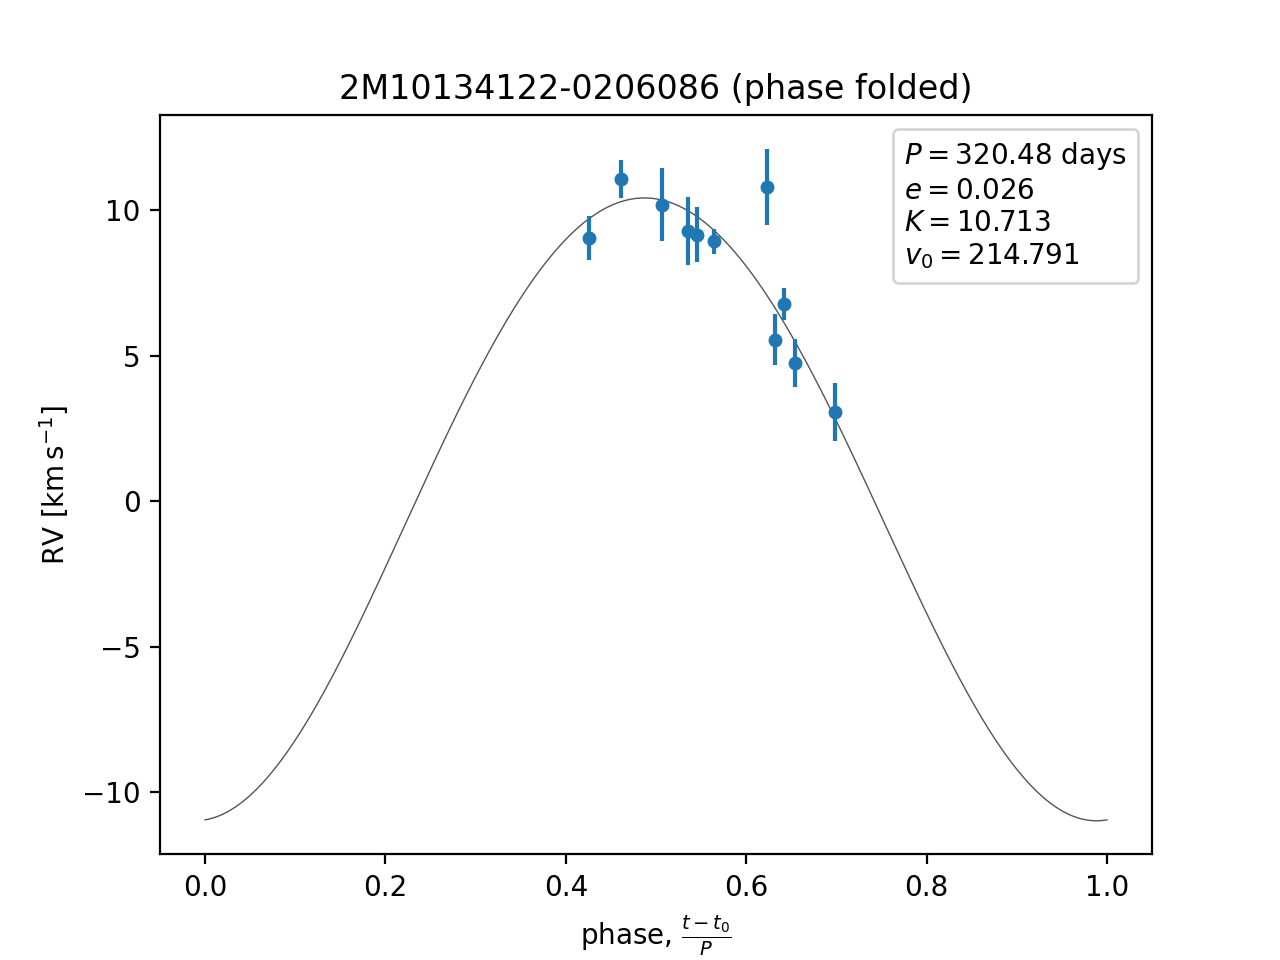 2M10134122-0206086 (phase folded)
P = 320.48 days
e = 0.026
K = 10.713
v₀ = 214.791
RV [km s⁻¹]
10
5
0
−5
−10
0.0 0.2 0.4 0.6 0.8 1.0
phase, (t − t₀)/P